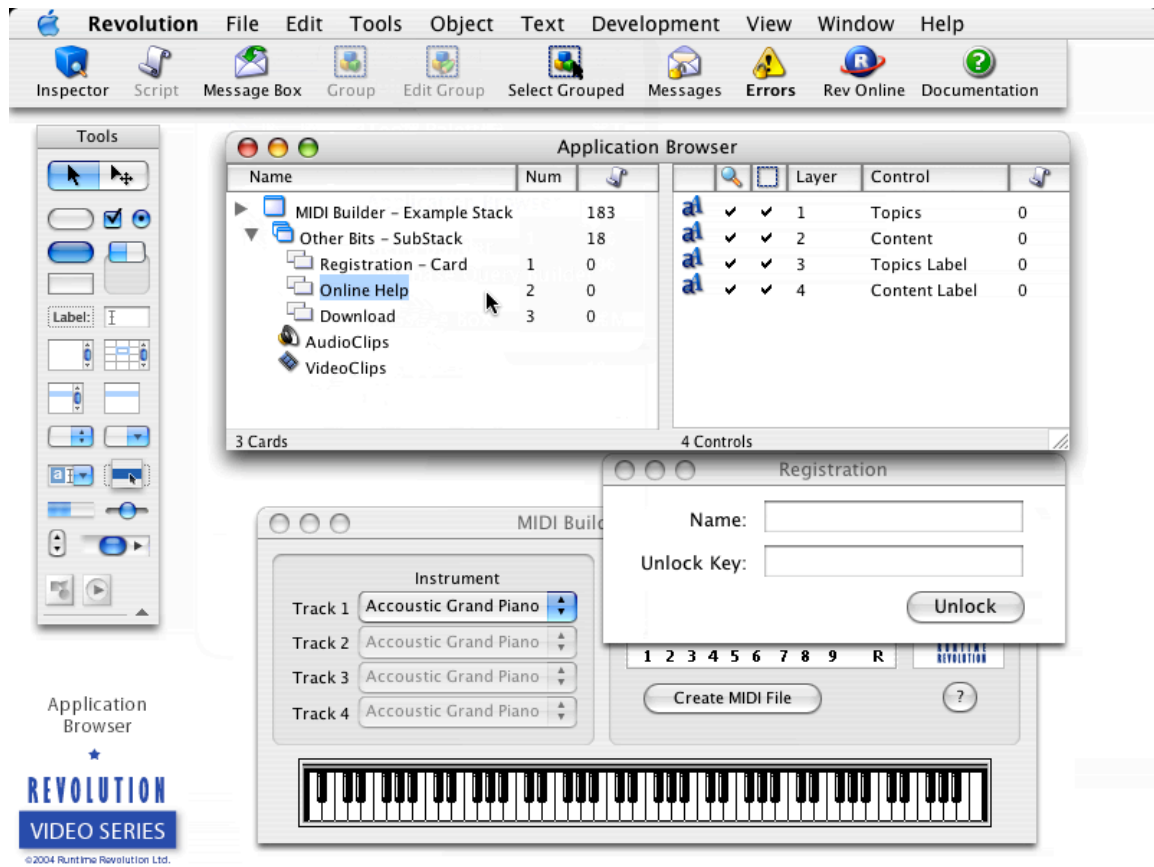 Revolution File Edit Tools Object Text Development View Window Help
Inspector Script Message Box Group Edit Group Select Grouped Messages Errors Rev Online Documentation
Tools
Label:
Application Browser
Name Num Layer Control
MIDI Builder – Example Stack 183
Other Bits – SubStack 18
Registration – Card 1 0
Online Help 2 0
Download 3 0
AudioClips
VideoClips
1 Topics 0
2 Content 0
3 Topics Label 0
4 Content Label 0
3 Cards
4 Controls
Registration
Name:
Unlock Key:
Unlock
MIDI Buil
Instrument
Track 1 Accoustic Grand Piano
Track 2 Accoustic Grand Piano
Track 3 Accoustic Grand Piano
Track 4 Accoustic Grand Piano
1 2 3 4 5 6 7 8 9 R
RUNTIME
REVOLUTION
Create MIDI File
?
Application
Browser
REVOLUTION
VIDEO SERIES
©2004 Runtime Revolution Ltd.